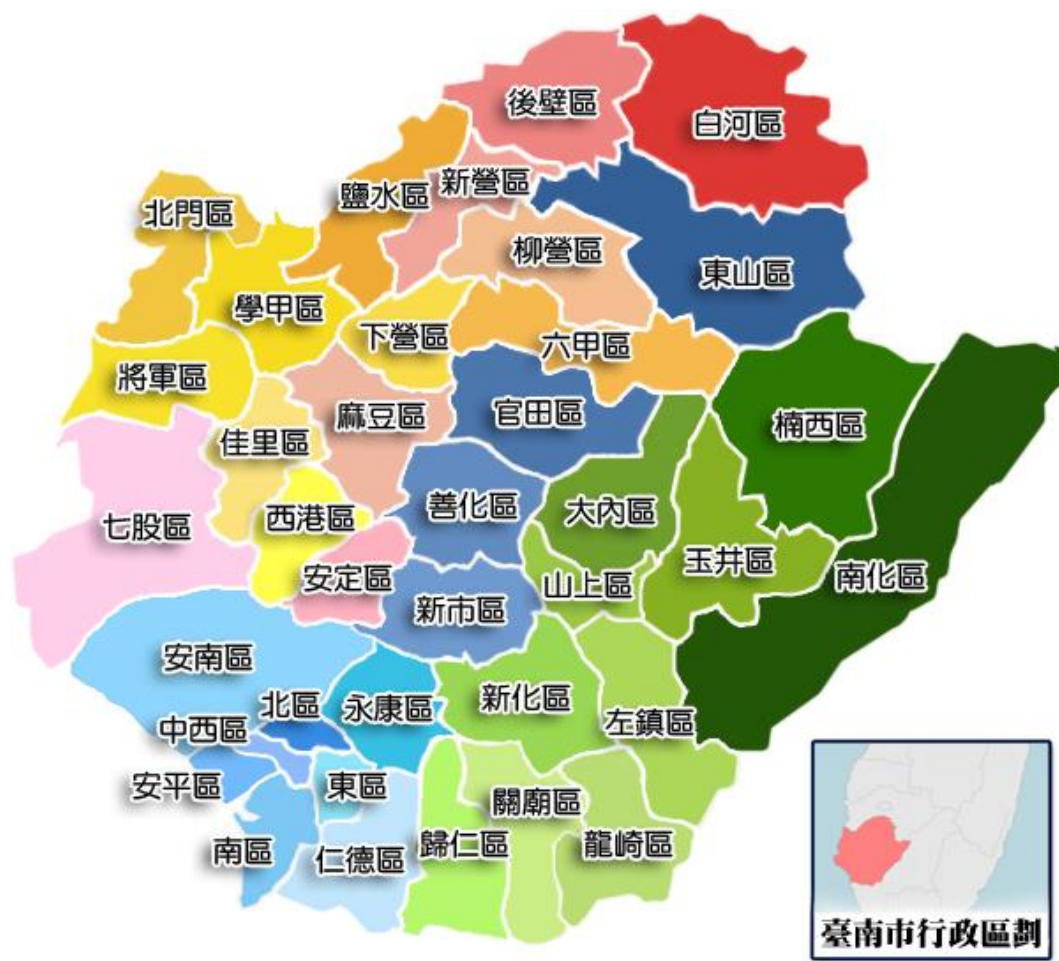 後壁區
白河區
新營區
鹽水區
北門區
柳營區
東山區
學甲區
下營區
六甲區
將軍區
麻豆區
官田區
楠西區
佳里區
西港區
善化區
大內區
七股區
安定區
山上區
玉井區
南化區
新市區
安南區
北區
永康區
新化區
左鎮區
中西區
安平區
東區
關廟區
南區
仁德區
歸仁區
龍崎區
臺南市行政區劃